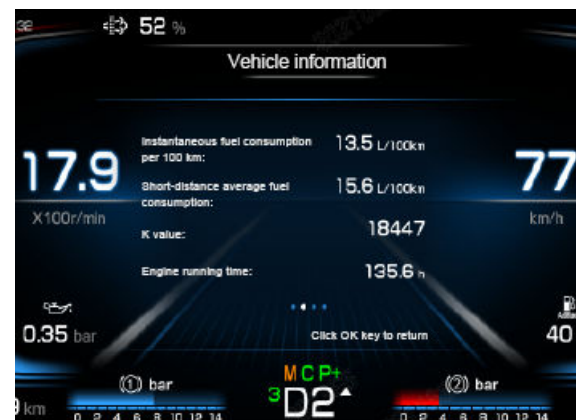 32 52 %
Vehicle information
Instantaneous fuel consumption 13.5 L/100km
per 100 km:
17.9 77
Short-distance average fuel 15.6 L/100km
consumption:
X100r/min km/h
K value: 18447
Engine running time: 135.6 h
0.35 bar 40
Click OK key to return
M C P+
(1) bar (2) bar
3 D2
km 0 2 4 6 8 10 12 14 0 2 4 6 8 10 12 14